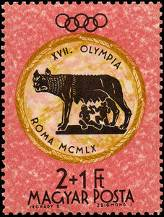 XVII. OLYMPIA
ROMA MCMLX
2+1 Ft
MAGYAR POSTA